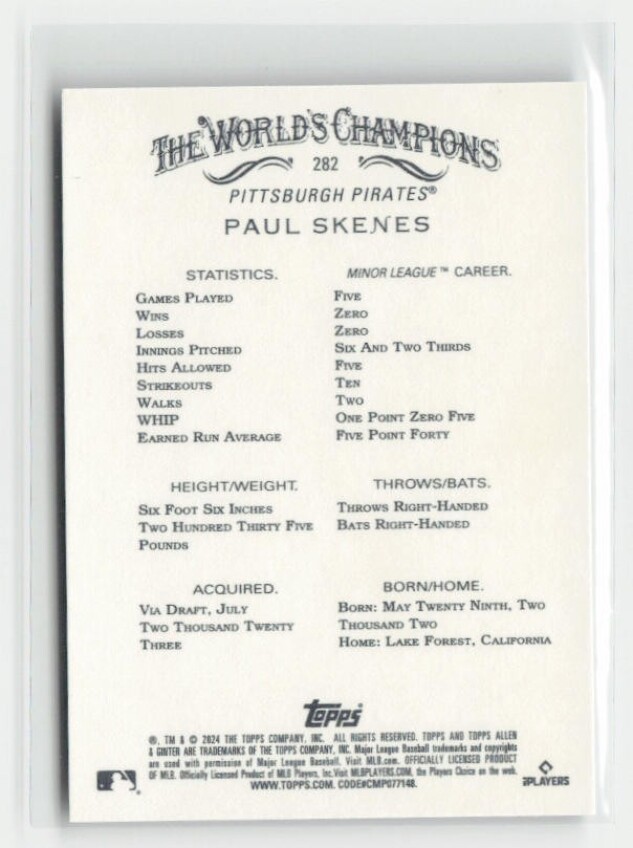 THE WORLD'S CHAMPIONS
282
PITTSBURGH PIRATES®
PAUL SKENES
STATISTICS. MINOR LEAGUE™ CAREER.
GAMES PLAYED FIVE
WINS ZERO
LOSSES ZERO
INNINGS PITCHED SIX AND TWO THIRDS
HITS ALLOWED FIVE
STRIKEOUTS TEN
WALKS TWO
WHIP ONE POINT ZERO FIVE
EARNED RUN AVERAGE FIVE POINT FORTY
HEIGHT/WEIGHT.
SIX FOOT SIX INCHES
TWO HUNDRED THIRTY FIVE
POUNDS
THROWS/BATS.
THROWS RIGHT-HANDED
BATS RIGHT-HANDED
ACQUIRED.
VIA DRAFT, JULY
TWO THOUSAND TWENTY
THREE
BORN/HOME.
BORN: MAY TWENTY NINTH, TWO
THOUSAND TWO
HOME: LAKE FOREST, CALIFORNIA
Topps
®, TM & © 2024 THE TOPPS COMPANY, INC. ALL RIGHTS RESERVED. TOPPS AND TOPPS ALLEN
& GINTER ARE TRADEMARKS OF THE TOPPS COMPANY, INC. Major League Baseball trademarks and copyrights
are used with permission of Major League Baseball. Visit MLB.com. OFFICIALLY LICENSED PRODUCT
OF MLB. Officially Licensed Product of MLB Players, Inc. Visit MLBPLAYERS.COM, the Players Choice on the web.
WWW.TOPPS.COM. CODE#CMP077148.
PLAYERS